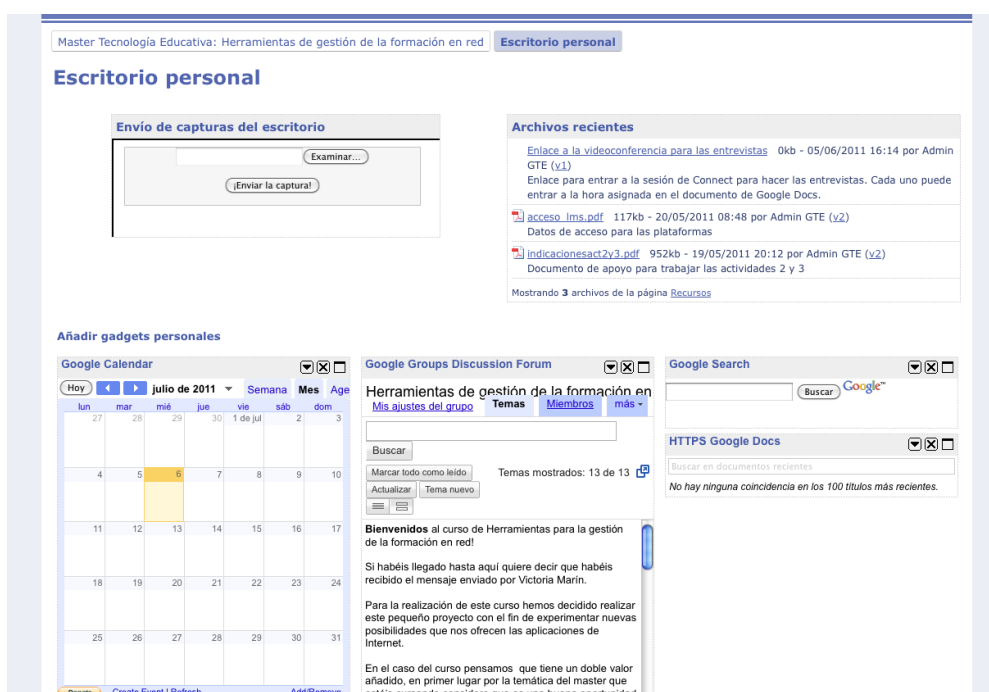 Master Tecnología Educativa: Herramientas de gestión de la formación en red
Escritorio personal
Escritorio personal
Envío de capturas del escritorio
Examinar...
¡Enviar la captura!
Archivos recientes
Enlace a la videoconferencia para las entrevistas 0kb - 05/06/2011 16:14 por Admin
GTE (v1)
Enlace para entrar a la sesión de Connect para hacer las entrevistas. Cada uno puede
entrar a la hora asignada en el documento de Google Docs.
acceso_lms.pdf 117kb - 20/05/2011 08:48 por Admin GTE (v2)
Datos de acceso para las plataformas
indicacionesact2y3.pdf 952kb - 19/05/2011 20:12 por Admin GTE (v2)
Documento de apoyo para trabajar las actividades 2 y 3
Mostrando 3 archivos de la página Recursos
Añadir gadgets personales
Google Calendar
Hoy julio de 2011 Semana Mes Age
lun mar mié jue vie sáb dom
27 28 29 30 1 de jul 2 3
4 5 6 7 8 9 10
11 12 13 14 15 16 17
18 19 20 21 22 23 24
25 26 27 28 29 30 31
Create Event | Refresh Add/Remove
Google Groups Discussion Forum
Herramientas de gestión de la formación en
Mis ajustes del grupo Temas Miembros más
Buscar
Marcar todo como leído Temas mostrados: 13 de 13
Actualizar Tema nuevo
Bienvenidos al curso de Herramientas para la gestión
de la formación en red!
Si habéis llegado hasta aquí quiere decir que habéis
recibido el mensaje enviado por Victoria Marín.
Para la realización de este curso hemos decidido realizar
este pequeño proyecto con el fin de experimentar nuevas
posibilidades que nos ofrecen las aplicaciones de
Internet.
En el caso del curso pensamos que tiene un doble valor
añadido, en primer lugar por la temática del master que
Google Search
Buscar Google™
HTTPS Google Docs
Buscar en documentos recientes
No hay ninguna coincidencia en los 100 títulos más recientes.